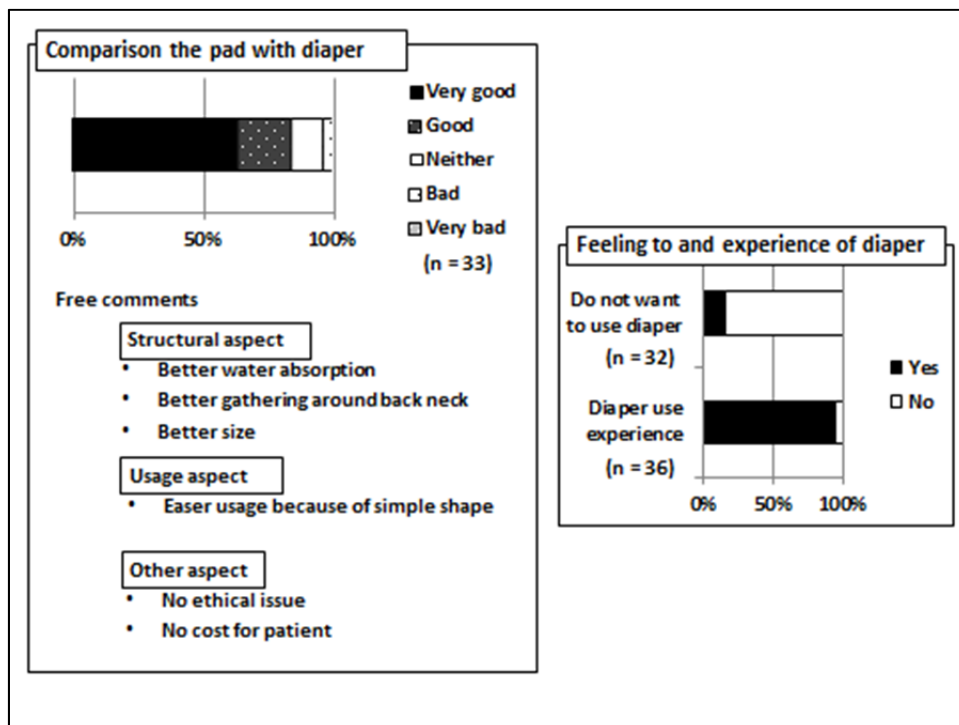 Comparison the pad with diaper
Very good
Good
Neither
Bad
Very bad
(n = 33)
0%
50%
100%
Free comments
Structural aspect
• Better water absorption
• Better gathering around back neck
• Better size
Usage aspect
• Easer usage because of simple shape
Other aspect
• No ethical issue
• No cost for patient
Feeling to and experience of diaper
Do not want
to use diaper
(n = 32)
Diaper use
experience
(n = 36)
Yes
No
0%
50%
100%